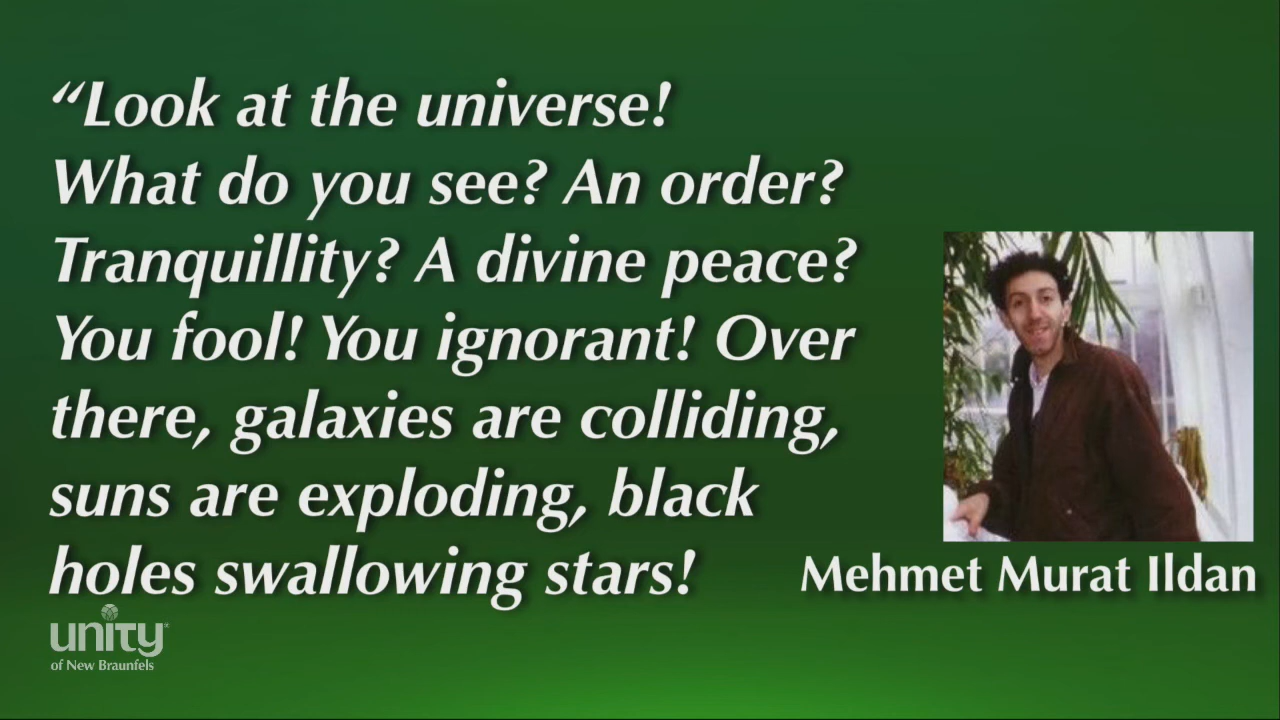 “Look at the universe!
What do you see? An order?
Tranquillity? A divine peace?
You fool! You ignorant! Over
there, galaxies are colliding,
suns are exploding, black
holes swallowing stars!
Mehmet Murat Ildan
unity®
of New Braunfels